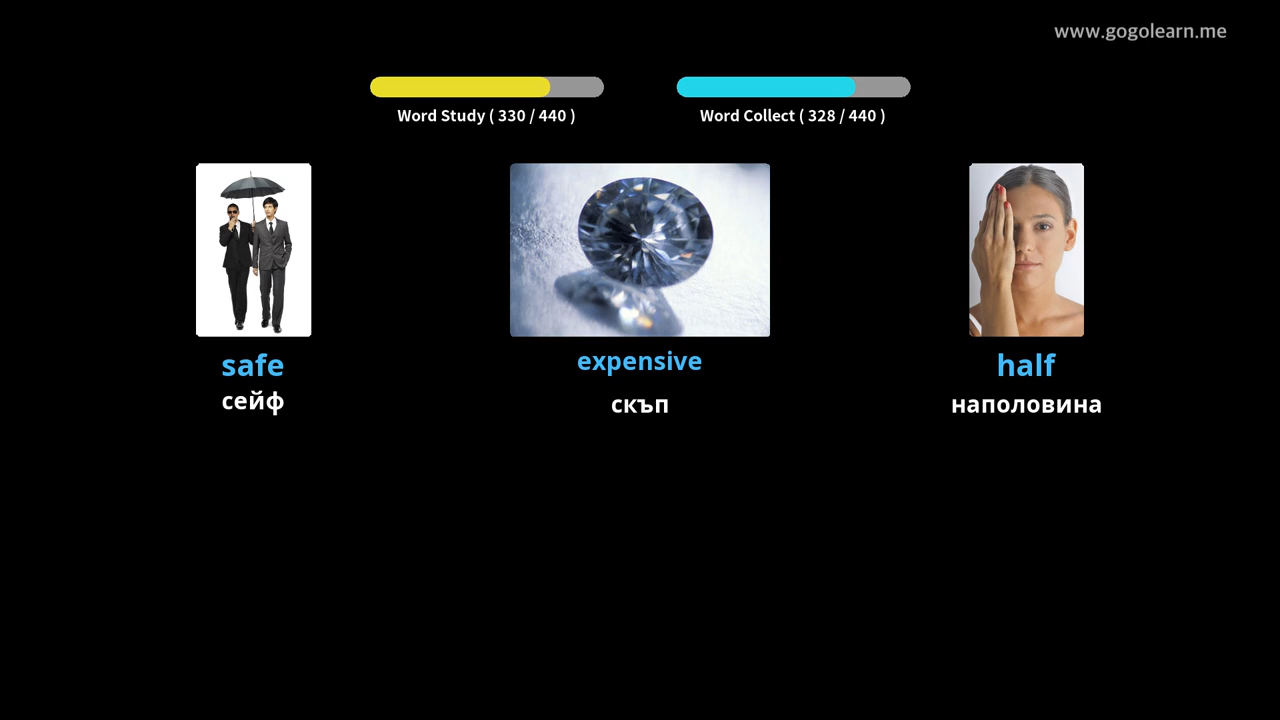 www.gogolearn.me
Word Study ( 330 / 440 )
Word Collect ( 328 / 440 )
safe
сейф
expensive
скъп
half
наполовина